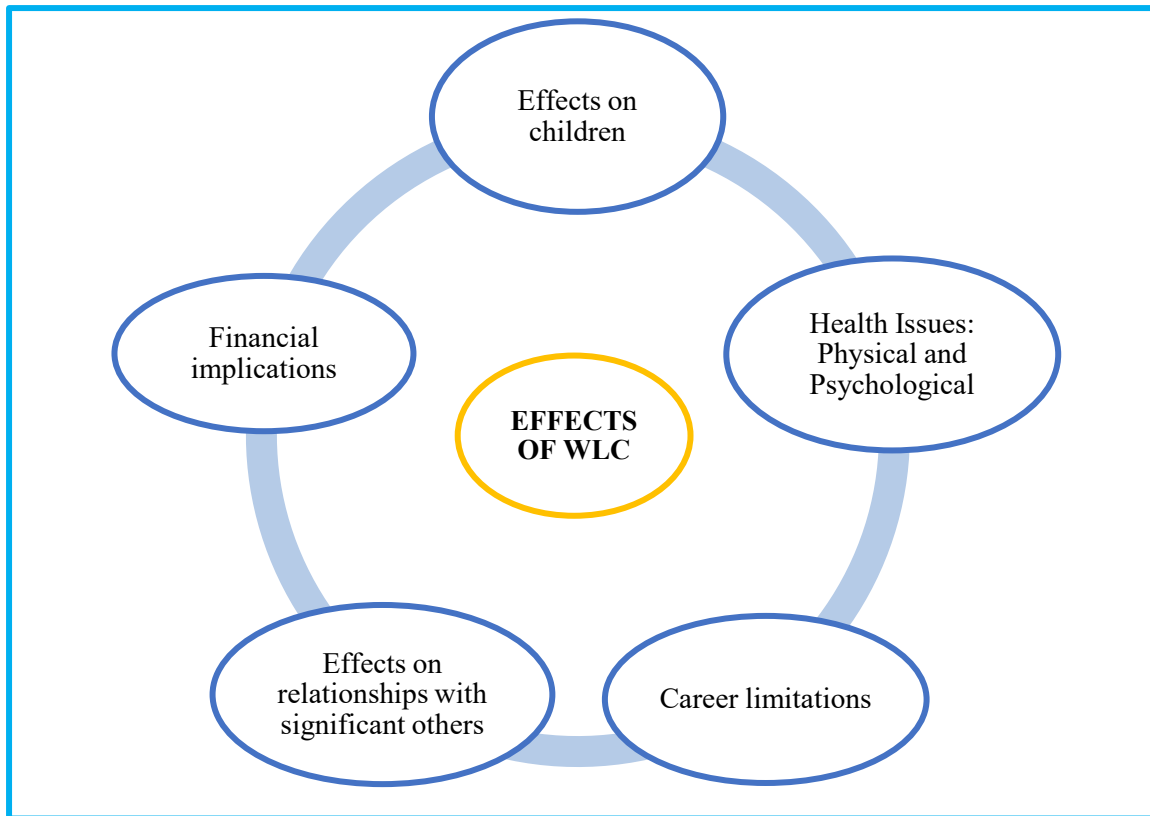 Effects on
children
Health Issues:
Physical and
Psychological
Career limitations
Effects on
relationships with
significant others
Financial
implications
EFFECTS
OF WLC